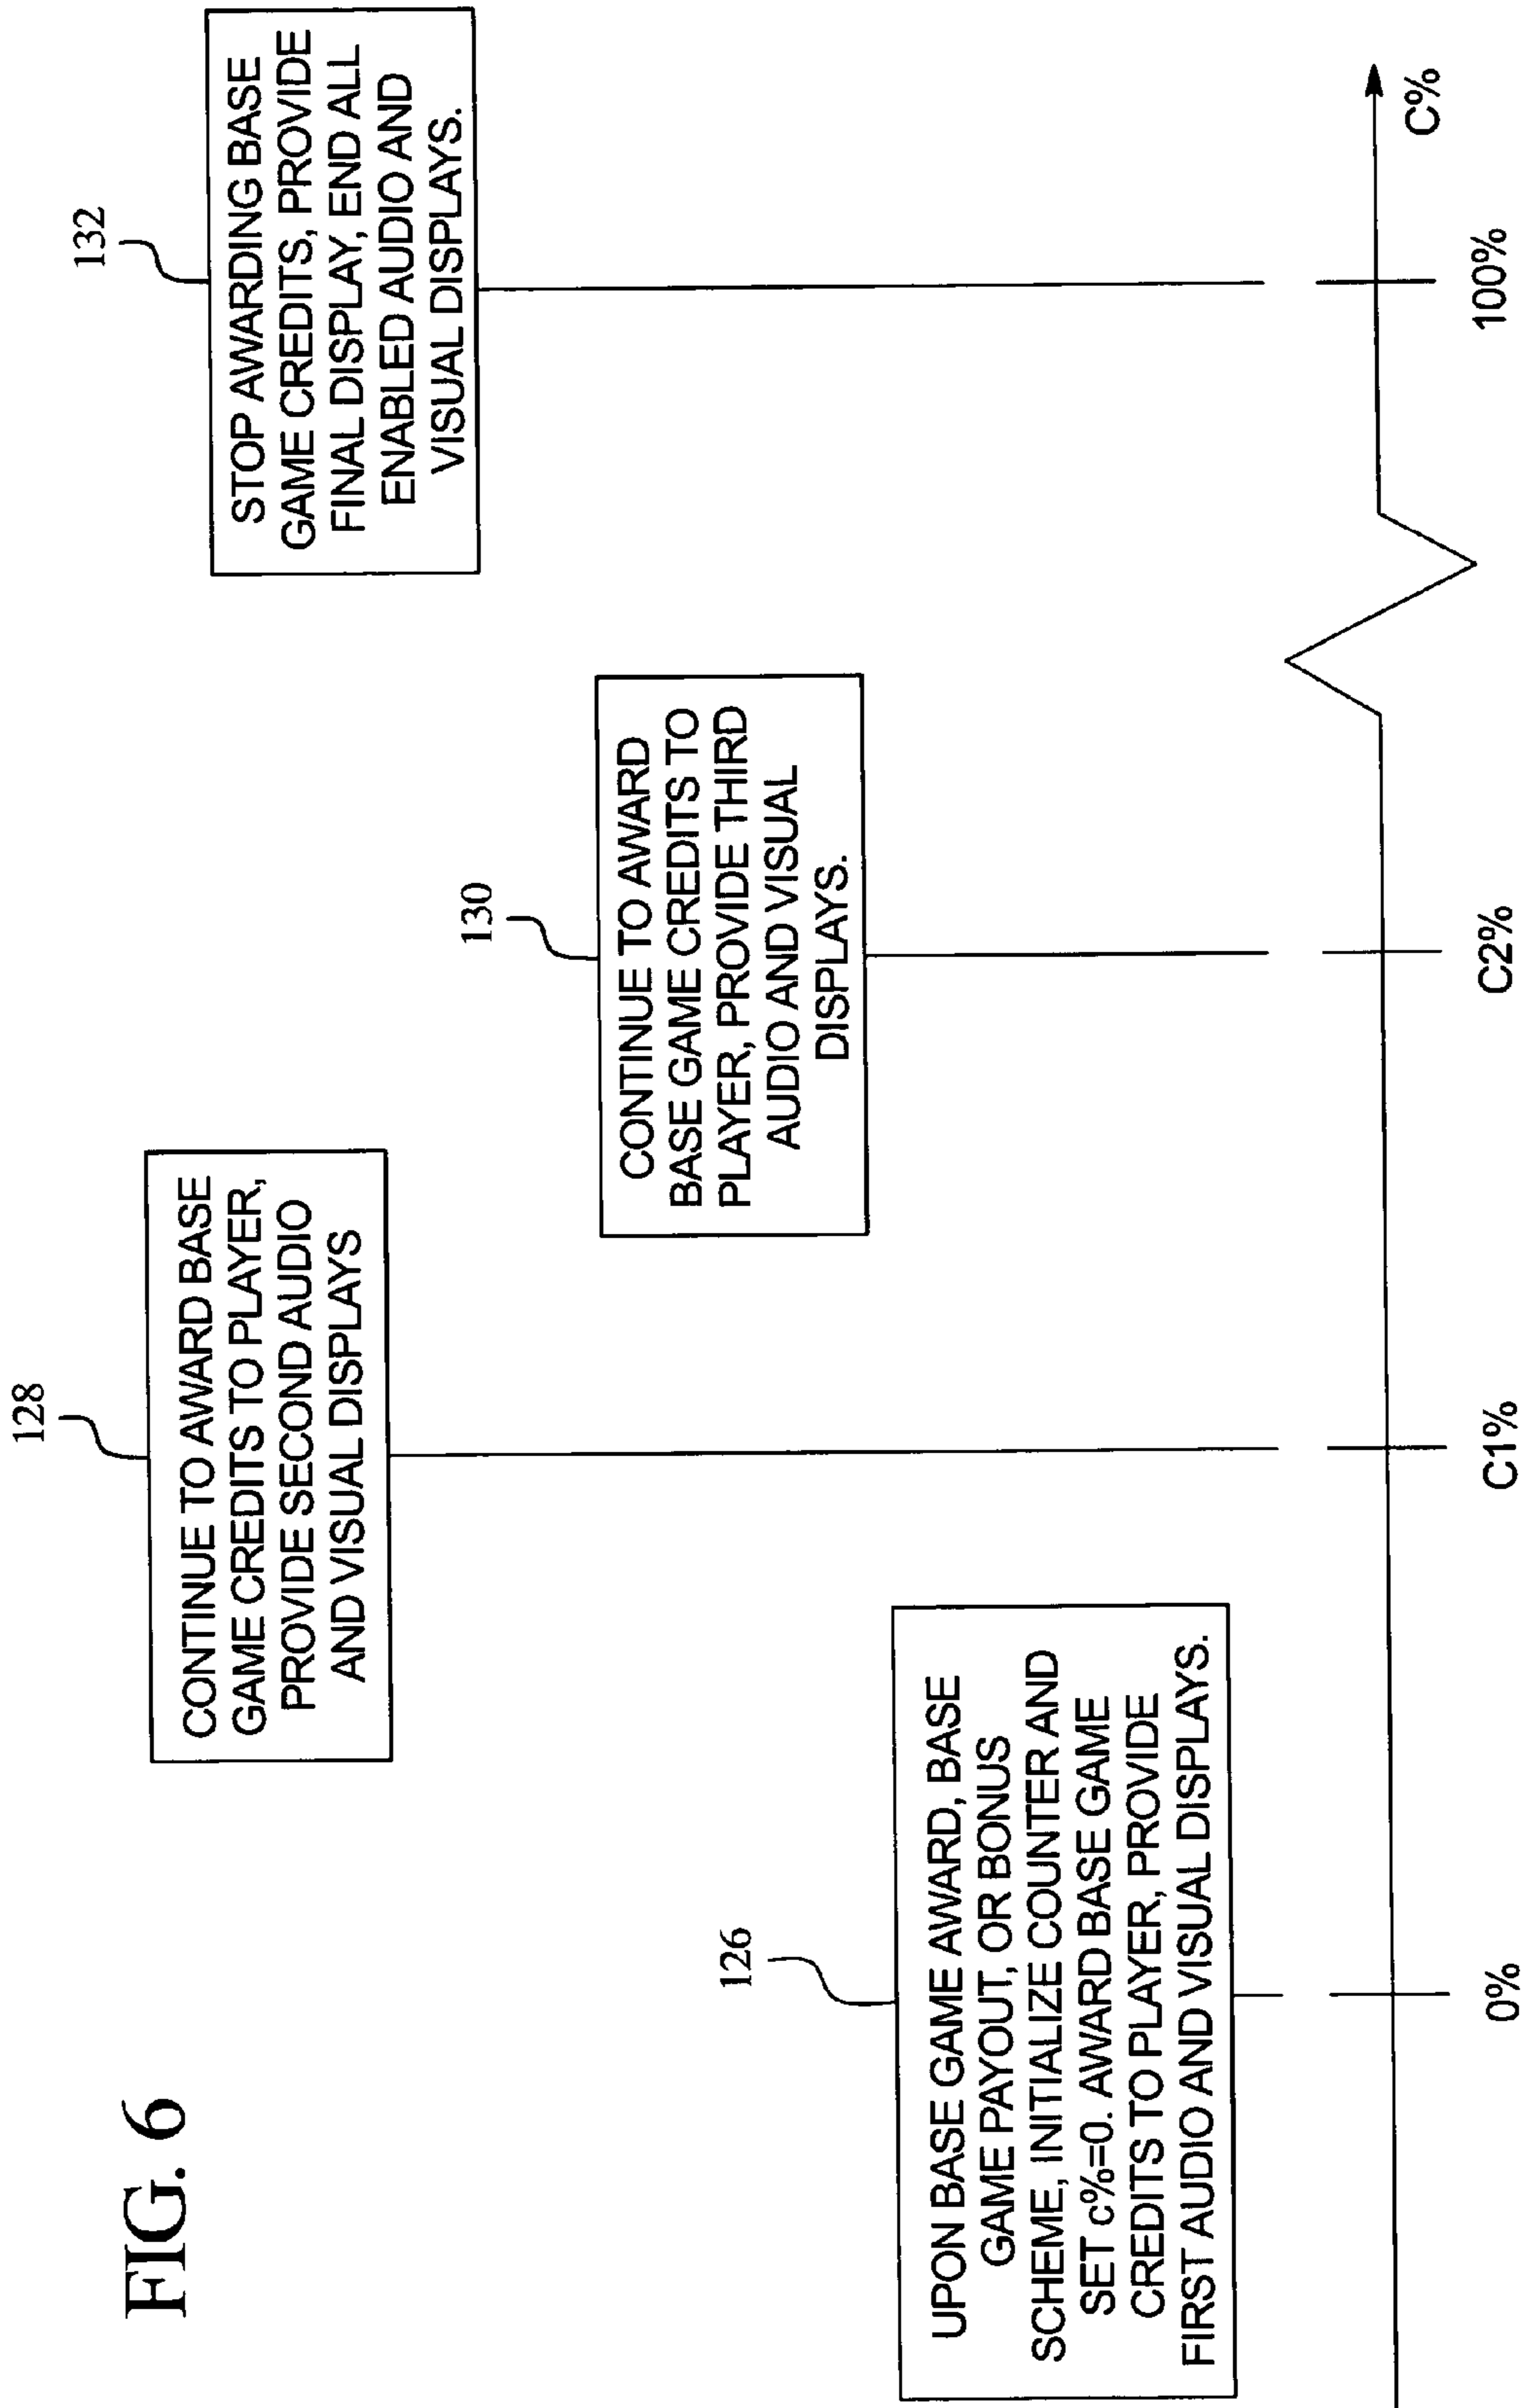 FIG. 6
126
UPON BASE GAME AWARD, BASE
GAME PAYOUT, OR BONUS
SCHEME, INITIALIZE COUNTER AND
SET c%=0. AWARD BASE GAME
CREDITS TO PLAYER, PROVIDE
FIRST AUDIO AND VISUAL DISPLAYS.
128
CONTINUE TO AWARD BASE
GAME CREDITS TO PLAYER,
PROVIDE SECOND AUDIO
AND VISUAL DISPLAYS
130
CONTINUE TO AWARD
BASE GAME CREDITS TO
PLAYER, PROVIDE THIRD
AUDIO AND VISUAL
DISPLAYS.
132
STOP AWARDING BASE
GAME CREDITS, PROVIDE
FINAL DISPLAY, END ALL
ENABLED AUDIO AND
VISUAL DISPLAYS.
0%
C1%
C2%
100%
C%